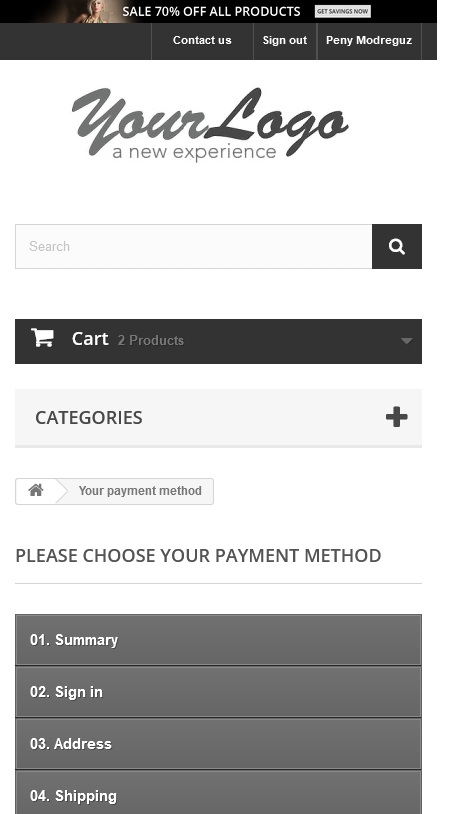 SALE 70% OFF ALL PRODUCTS GET SAVINGS NOW
Contact us Sign out Peny Modreguz
YourLogo
a new experience
Search
Cart 2 Products
CATEGORIES
Your payment method
PLEASE CHOOSE YOUR PAYMENT METHOD
01. Summary
02. Sign in
03. Address
04. Shipping